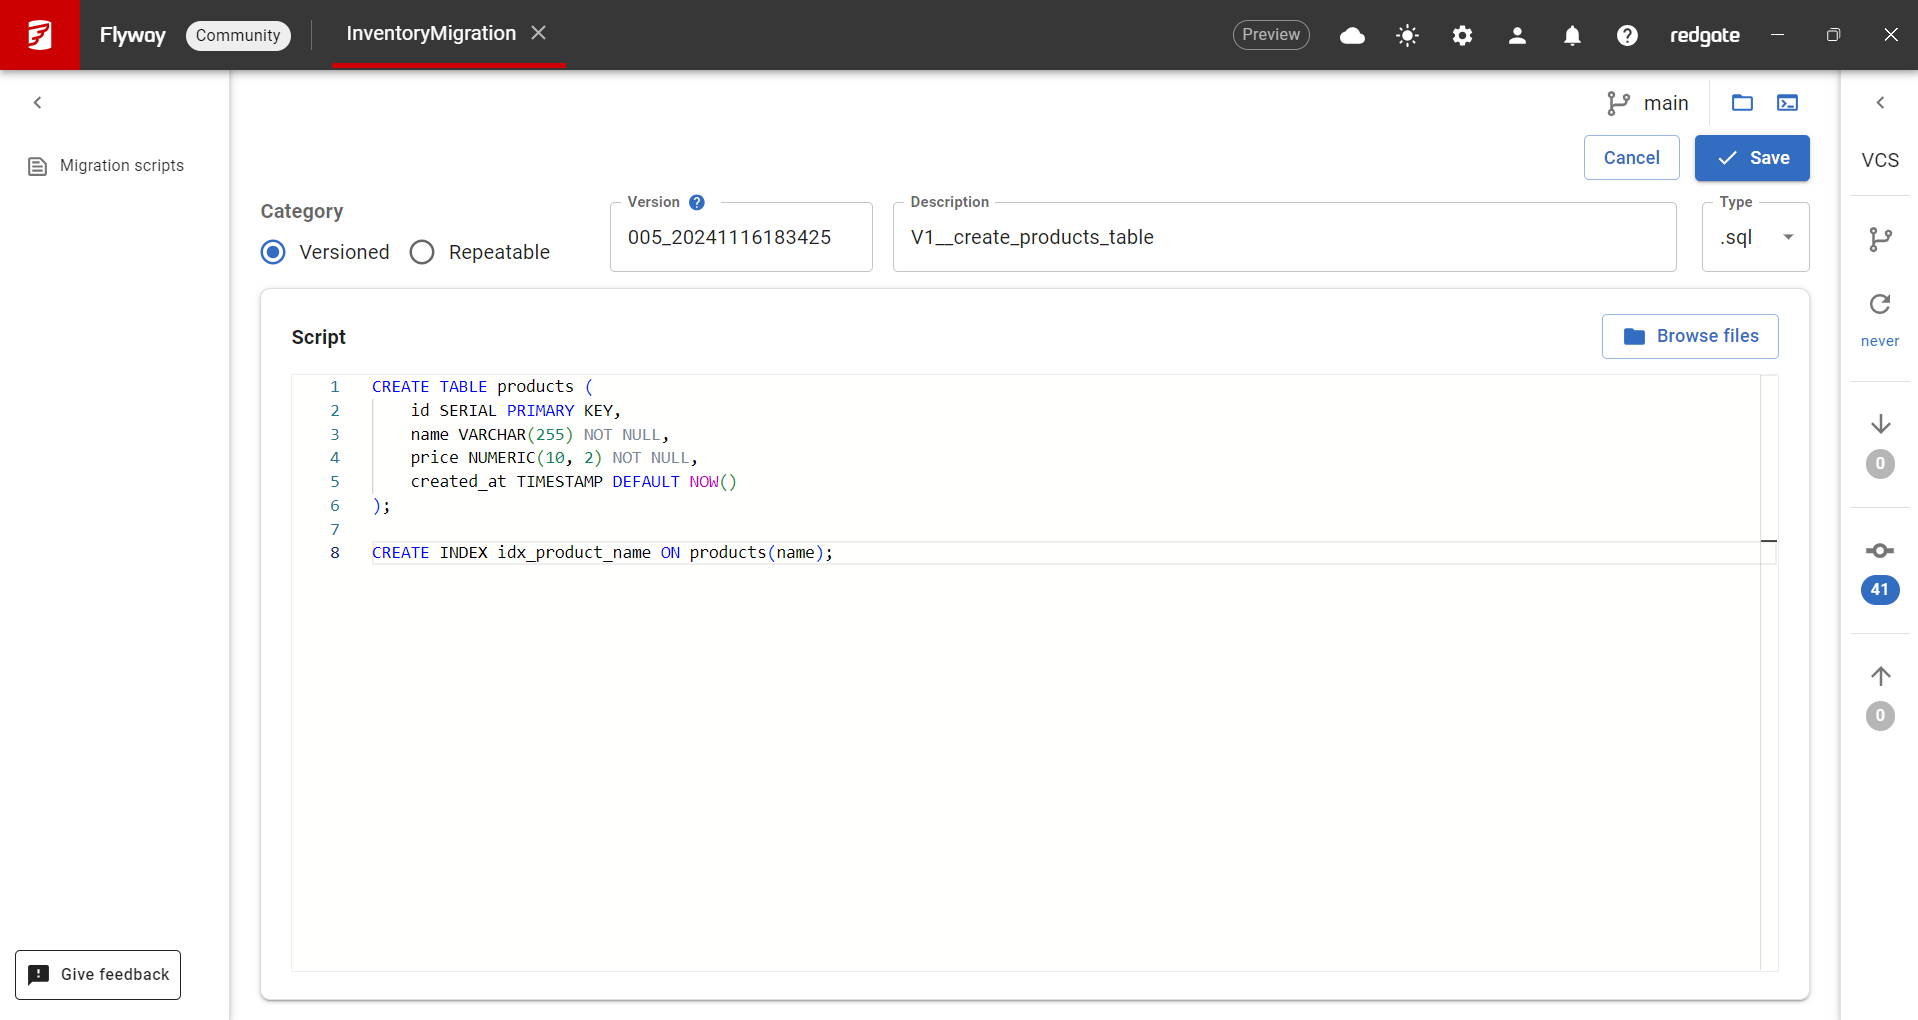 Flyway
Community
InventoryMigration
Preview
redgate
main
Cancel
Save
VCS
Migration scripts
Category
Versioned
Repeatable
Version
005_20241116183425
Description
V1__create_products_table
Type
.sql
never
Script
Browse files
1 CREATE TABLE products (
2 id SERIAL PRIMARY KEY,
3 name VARCHAR(255) NOT NULL,
4 price NUMERIC(10, 2) NOT NULL,
5 created_at TIMESTAMP DEFAULT NOW()
6 );
7
8 CREATE INDEX idx_product_name ON products(name);
0
41
0
Give feedback